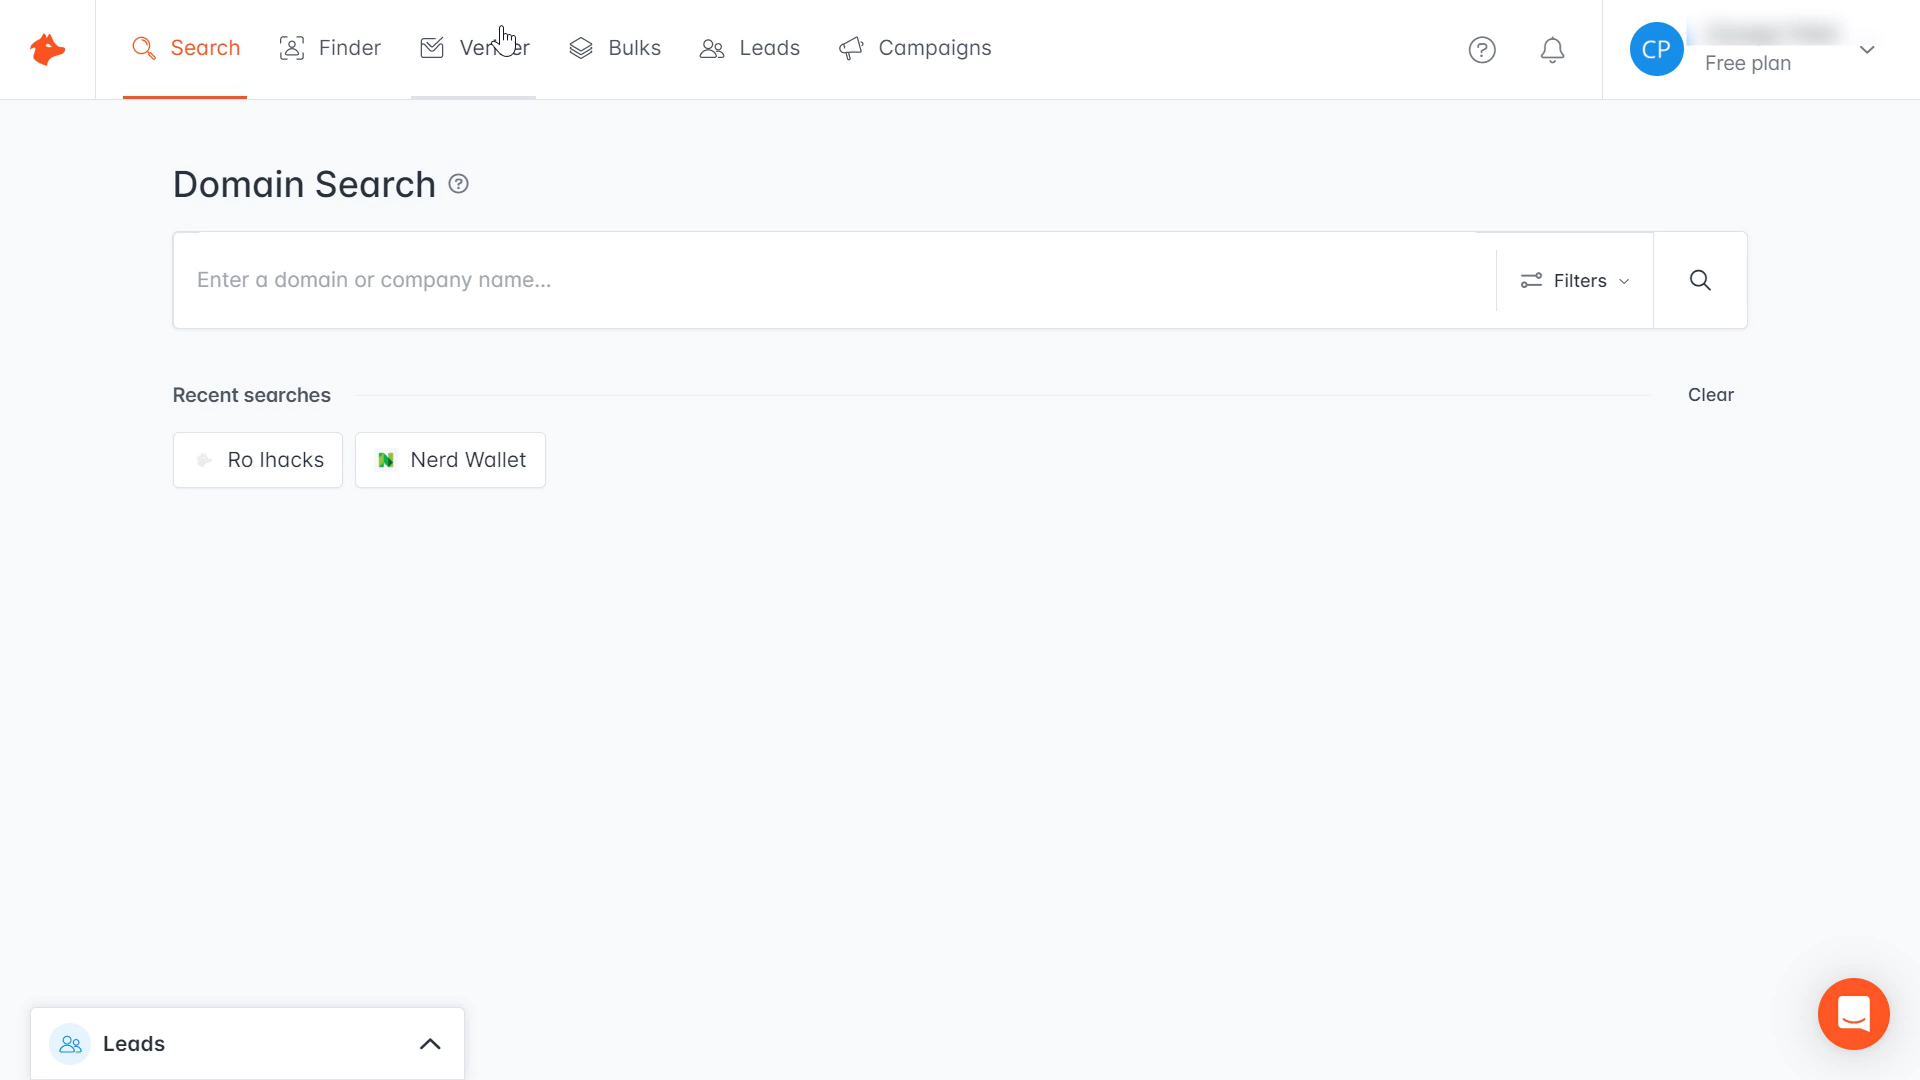 Search Finder Bulks Leads Campaigns
CP
Free plan
Domain Search
Enter a domain or company name...
Filters
Recent searches
Clear
Ro lhacks
Nerd Wallet
Leads